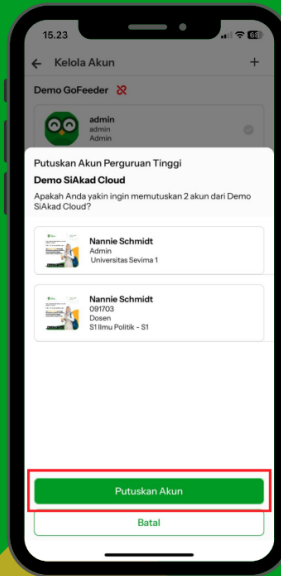 15.23
68
Kelola Akun
Demo GoFeeder
admin
admin
Admin
Putuskan Akun Perguruan Tinggi
Demo SiAkad Cloud
Apakah Anda yakin ingin memutuskan 2 akun dari Demo
SiAkad Cloud?
Nannie Schmidt
Admin
Universitas Sevima 1
Nannie Schmidt
091703
Dosen
S1 Ilmu Politik - S1
Putuskan Akun
Batal